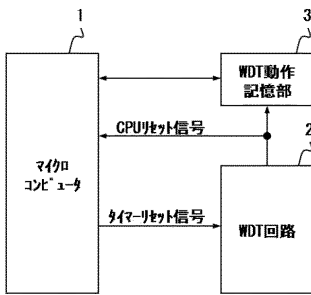 1
3
WDT動作
記憶部
CPUリセット信号
2
マイクロ
コンピュータ
タイマーリセット信号
WDT回路